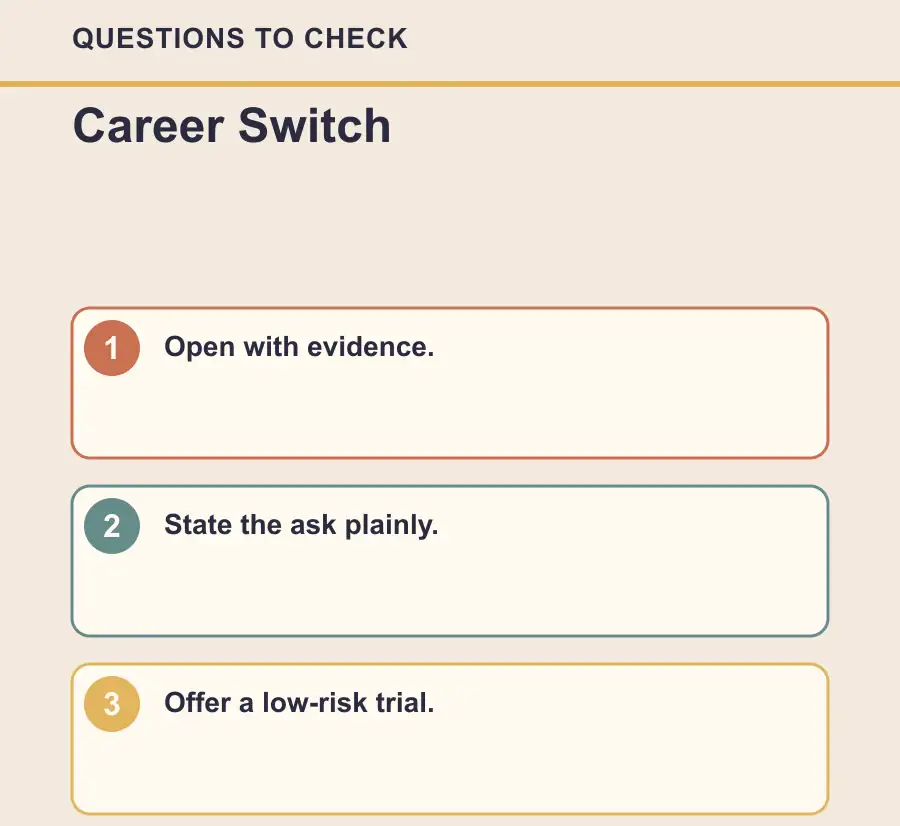 QUESTIONS TO CHECK
Career Switch
1 Open with evidence.
2 State the ask plainly.
3 Offer a low-risk trial.